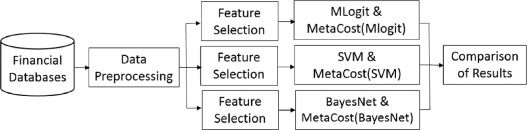 Financial
Databases
Data
Preprocessing
Feature
Selection
MLogit &
MetaCost(Mlogit)
Feature
Selection
SVM &
MetaCost(SVM)
Feature
Selection
BayesNet &
MetaCost(BayesNet)
Comparison
of Results